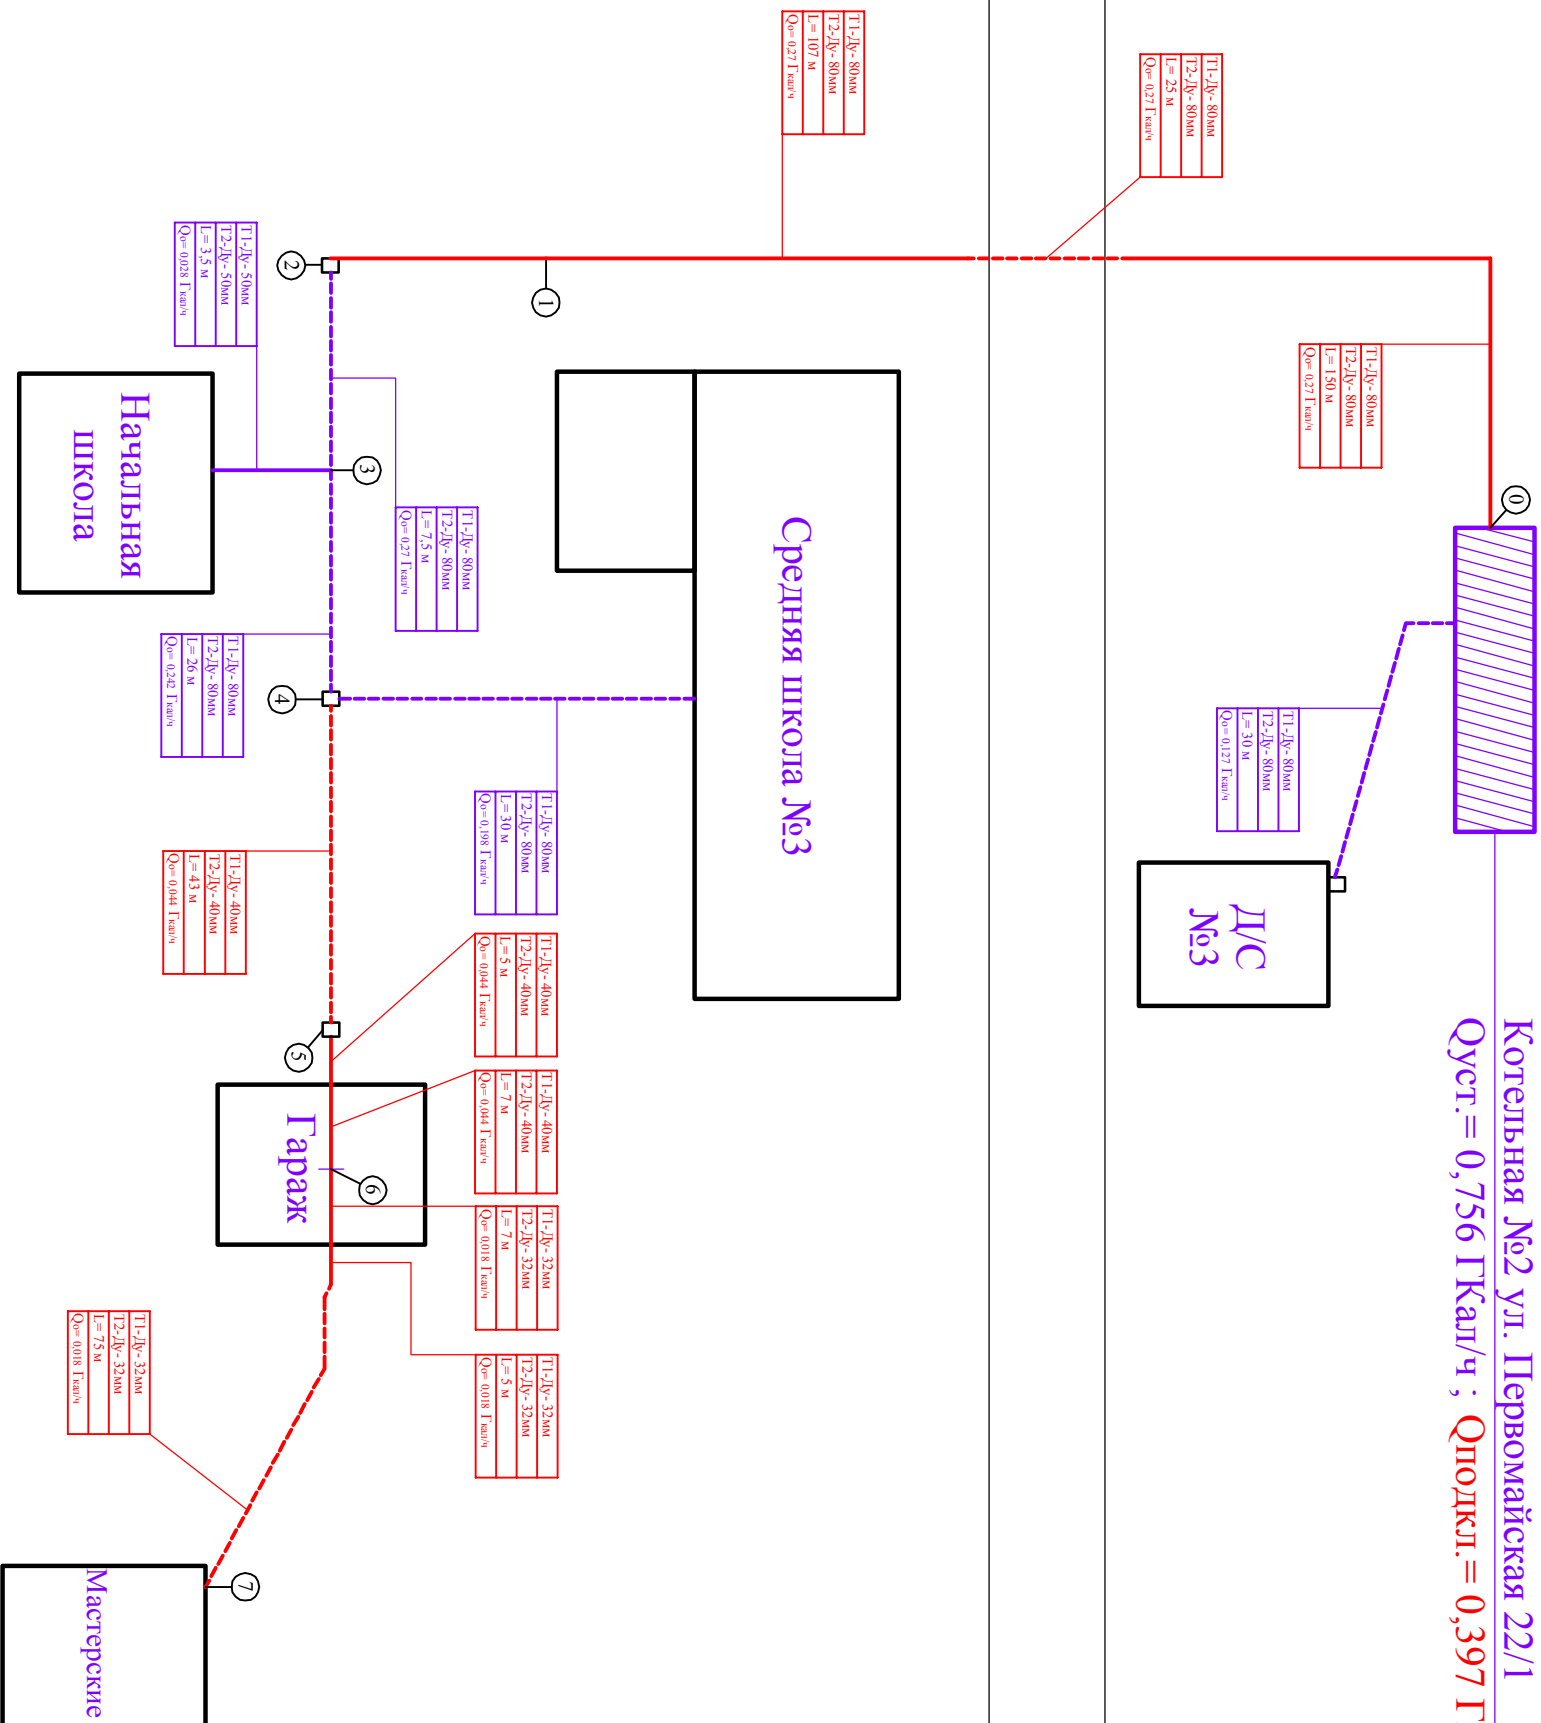 Котельная №2 ул. Первомайская 22/1
Qуст.= 0,756 ГКал/ч ; Qподкл.= 0,397 Г
0
Т1-Ду- 80мм
Т2-Ду- 80мм
L= 150 м
Qо= 0,27 Гкал/ч
Т1-Ду- 80мм
Т2-Ду- 80мм
L= 30 м
Qо= 0,127 Гкал/ч
Д/С
№3
Т1-Ду- 80мм
Т2-Ду- 80мм
L= 25 м
Qо= 0,27 Гкал/ч
Т1-Ду- 80мм
Т2-Ду- 80мм
L= 107 м
Qо= 0,27 Гкал/ч
Средняя школа №3
1
Т1-Ду- 80мм
Т2-Ду- 80мм
L= 30 м
Qо= 0,198 Гкал/ч
Т1-Ду- 40мм
Т2-Ду- 40мм
L= 5 м
Qо= 0,044 Гкал/ч
Т1-Ду- 40мм
Т2-Ду- 40мм
L= 7 м
Qо= 0,044 Гкал/ч
Т1-Ду- 32мм
Т2-Ду- 32мм
L= 7 м
Qо= 0,018 Гкал/ч
Т1-Ду- 32мм
Т2-Ду- 32мм
L= 5 м
Qо= 0,018 Гкал/ч
Т1-Ду- 80мм
Т2-Ду- 80мм
L= 7,5 м
Qо= 0,27 Гкал/ч
3
6
2
4
5
Гараж
Т1-Ду- 50мм
Т2-Ду- 50мм
L= 3,5 м
Qо= 0,028 Гкал/ч
Т1-Ду- 80мм
Т2-Ду- 80мм
L= 26 м
Qо= 0,242 Гкал/ч
Т1-Ду- 40мм
Т2-Ду- 40мм
L= 43 м
Qо= 0,044 Гкал/ч
7
Начальная
школа
Т1-Ду- 32мм
Т2-Ду- 32мм
L= 75 м
Qо= 0,018 Гкал/ч
Мастерские